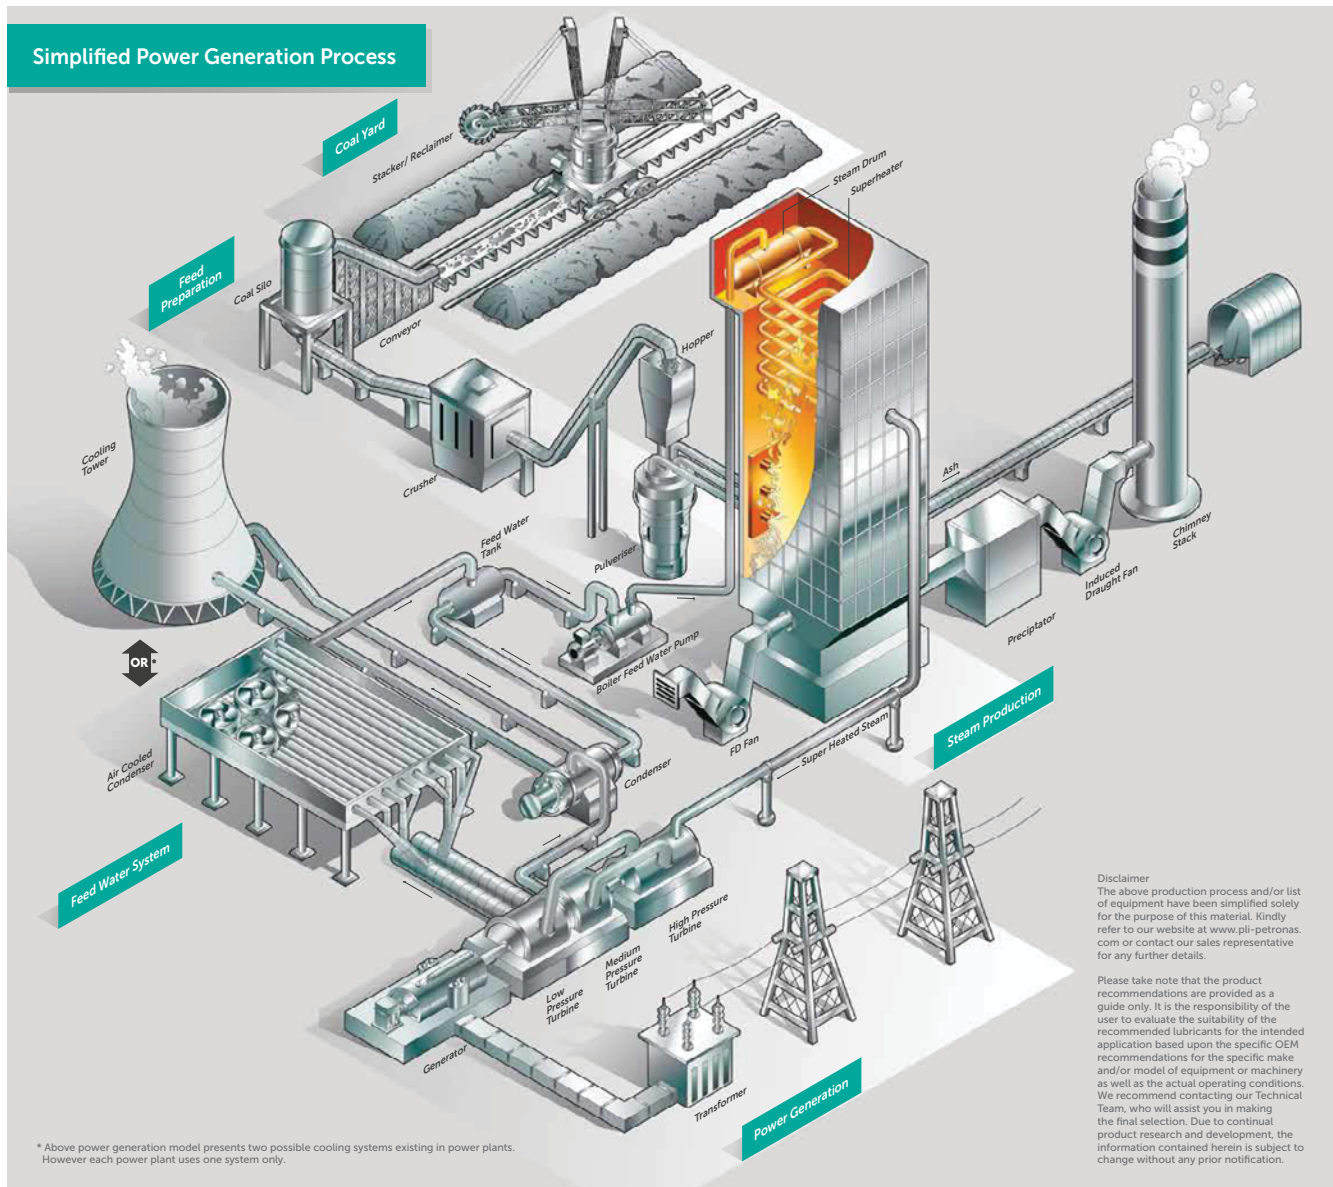 Simplified Power Generation Process
Coal Yard
Stacker/ Reclaimer
Steam Drum
Superheater
Feed
Preparation
Coal Silo
Conveyor
Hopper
Cooling
Tower
Crusher
Ash
Feed Water
Tank
Pulveriser
Chimney
Stack
Induced
Draught Fan
Preciptator
OR *
Boiler Feed Water Pump
Steam Production
FD Fan
Super Heated Steam
Air Cooled
Condenser
Condenser
Feed Water System
High Pressure
Turbine
Medium
Pressure
Turbine
Low
Pressure
Turbine
Generator
Transformer
Power Generation
Disclaimer
The above production process and/or list
of equipment have been simplified solely
for the purpose of this material. Kindly
refer to our website at www.pli-petronas.
com or contact our sales representative
for any further details.
Please take note that the product
recommendations are provided as a
guide only. It is the responsibility of the
user to evaluate the suitability of the
recommended lubricants for the intended
application based upon the specific OEM
recommendations for the specific make
and/or model of equipment or machinery
as well as the actual operating conditions.
We recommend contacting our Technical
Team, who will assist you in making
the final selection. Due to continual
product research and development, the
information contained herein is subject to
change without any prior notification.
* Above power generation model presents two possible cooling systems existing in power plants.
However each power plant uses one system only.